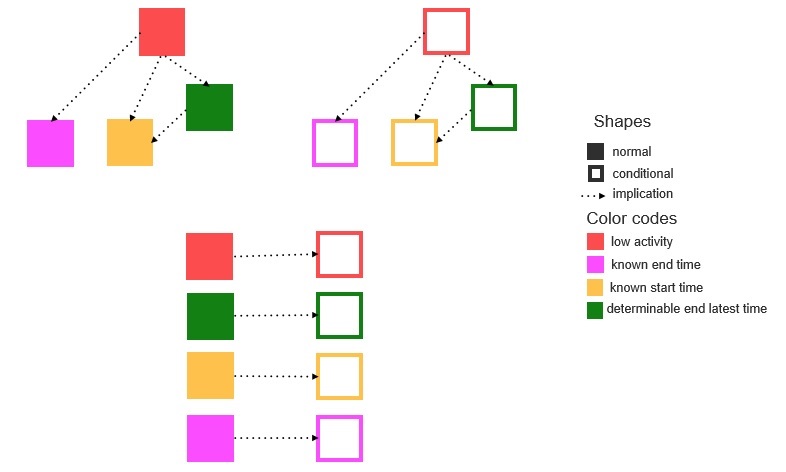 Shapes
normal
conditional
implication
Color codes
low activity
known end time
known start time
determinable end latest time